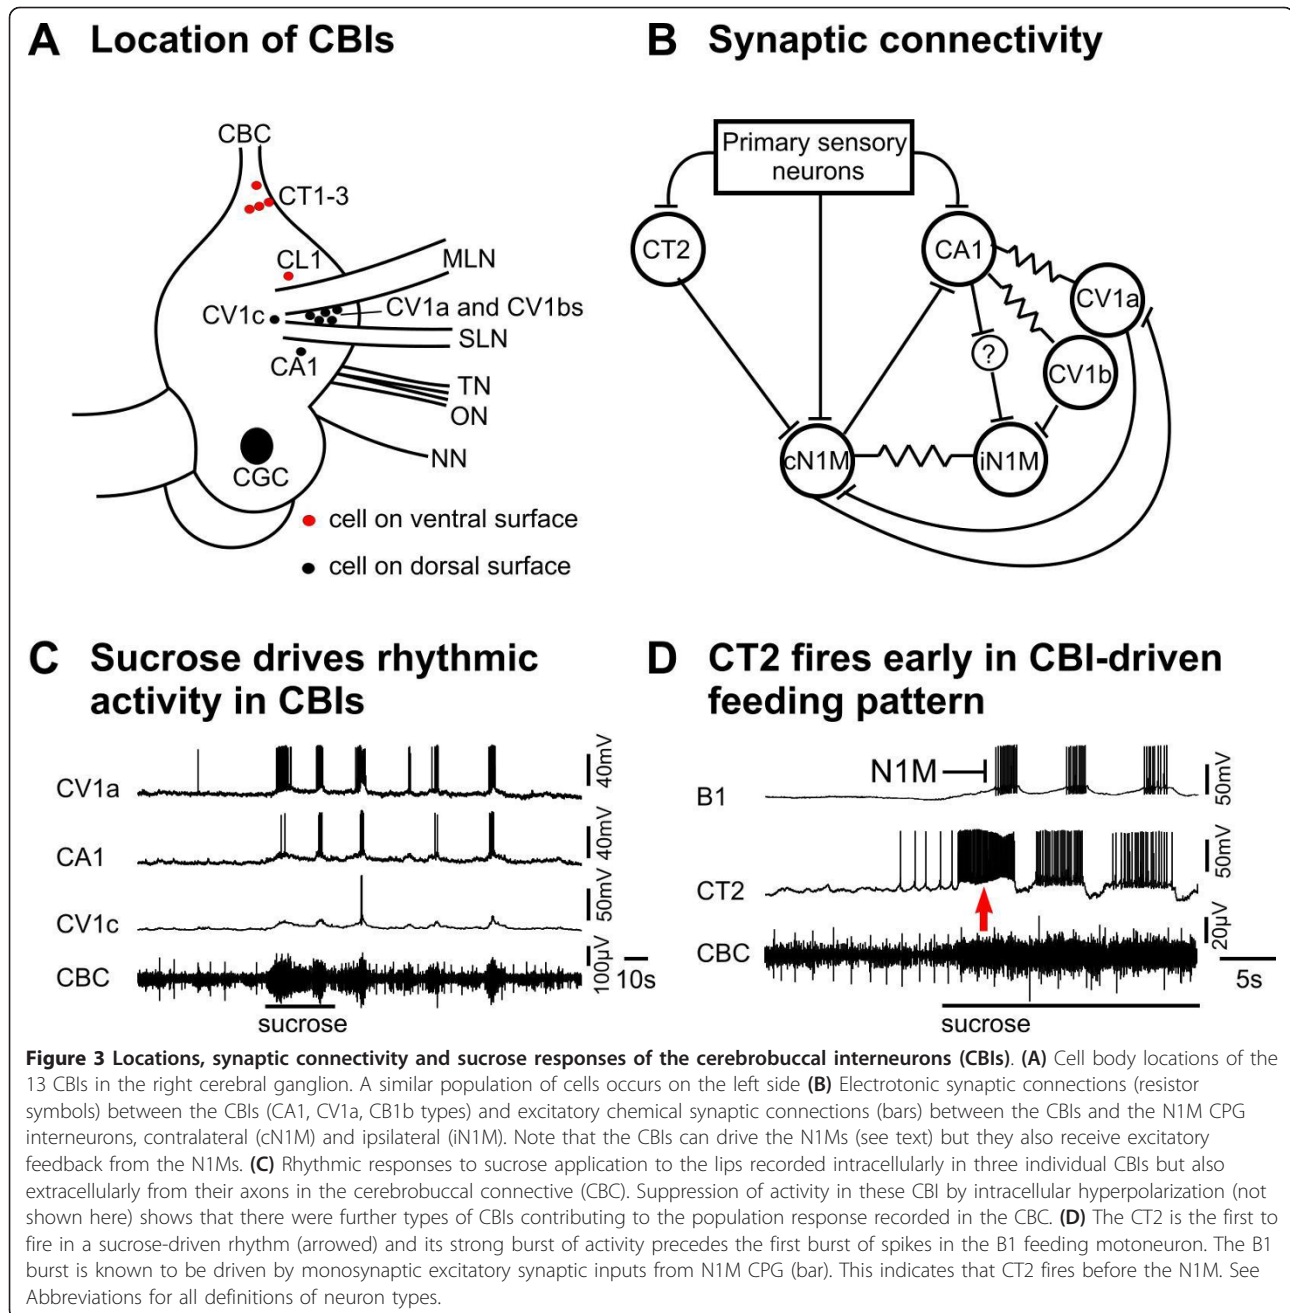 A Location of CBIs
CBC
CT1-3
CL1
MLN
CV1c
CV1a and CV1bs
SLN
CA1
TN
ON
NN
CGC
cell on ventral surface
cell on dorsal surface
B Synaptic connectivity
Primary sensory
neurons
CT2
CA1
CV1a
?
CV1b
cN1M
iN1M
C Sucrose drives rhythmic
activity in CBIs
CV1a
40mV
CA1
40mV
CV1c
50mV
CBC
100µV
10s
sucrose
D CT2 fires early in CBI-driven
feeding pattern
N1M
B1
50mV
CT2
50mV
CBC
20µV
5s
sucrose
Figure 3 Locations, synaptic connectivity and sucrose responses of the cerebrobuccal interneurons (CBIs). (A) Cell body locations of the
13 CBIs in the right cerebral ganglion. A similar population of cells occurs on the left side (B) Electrotonic synaptic connections (resistor
symbols) between the CBIs (CA1, CV1a, CB1b types) and excitatory chemical synaptic connections (bars) between the CBIs and the N1M CPG
interneurons, contralateral (cN1M) and ipsilateral (iN1M). Note that the CBIs can drive the N1Ms (see text) but they also receive excitatory
feedback from the N1Ms. (C) Rhythmic responses to sucrose application to the lips recorded intracellularly in three individual CBIs but also
extracellularly from their axons in the cerebrobuccal connective (CBC). Suppression of activity in these CBI by intracellular hyperpolarization (not
shown here) shows that there were further types of CBIs contributing to the population response recorded in the CBC. (D) The CT2 is the first to
fire in a sucrose-driven rhythm (arrowed) and its strong burst of activity precedes the first burst of spikes in the B1 feeding motoneuron. The B1
burst is known to be driven by monosynaptic excitatory synaptic inputs from N1M CPG (bar). This indicates that CT2 fires before the N1M. See
Abbreviations for all definitions of neuron types.